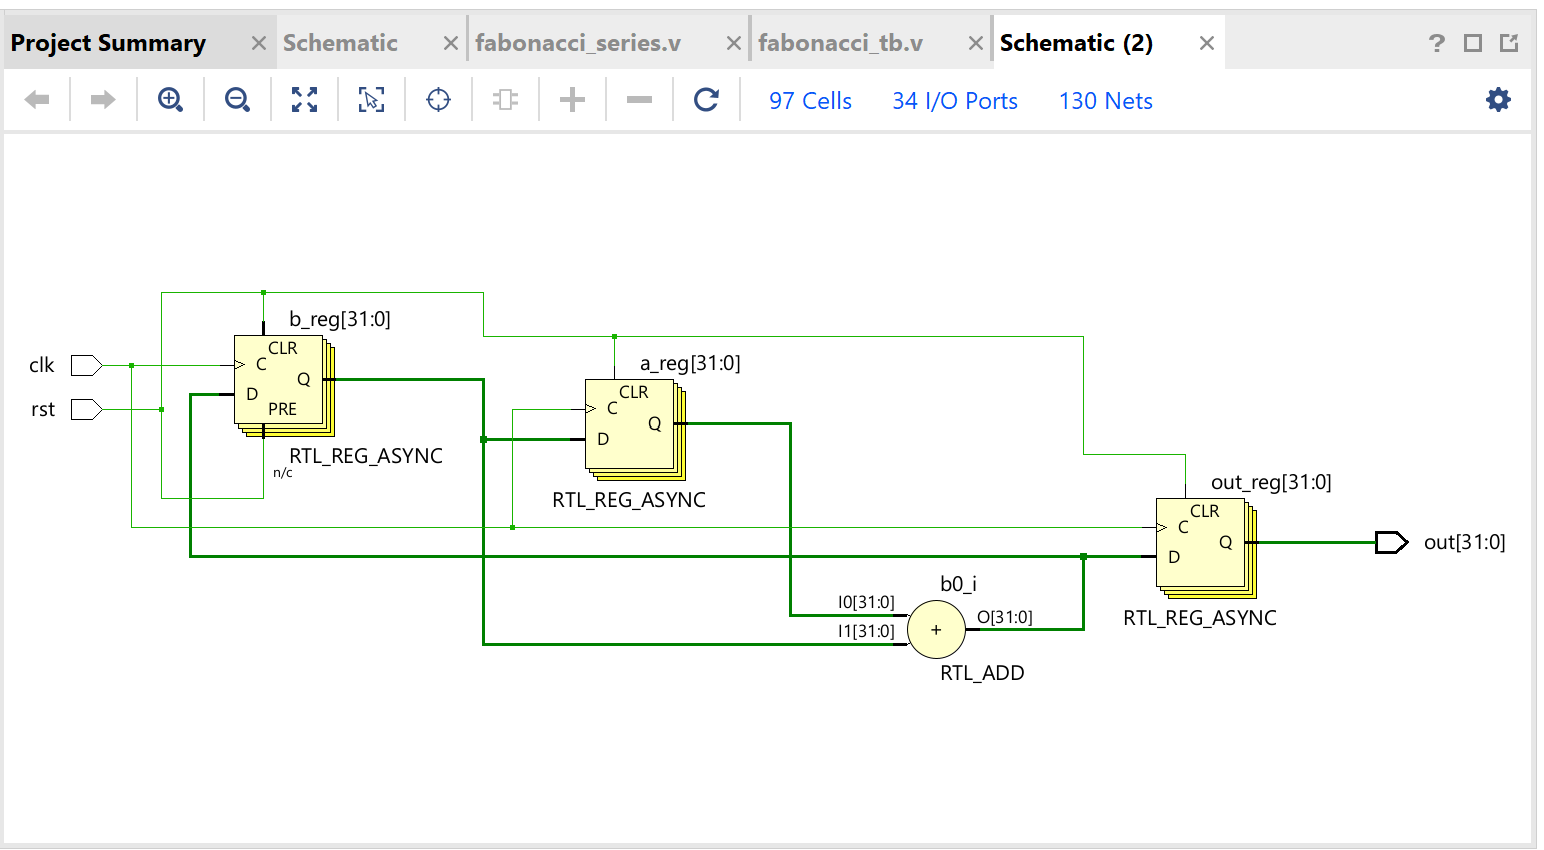 Project Summary × Schematic × fabonacci_series.v × fabonacci_tb.v × Schematic (2) × ?
97 Cells 34 I/O Ports 130 Nets
b_reg[31:0]
CLR
clk
C
Q
D
rst
PRE
RTL_REG_ASYNC
n/c
a_reg[31:0]
CLR
C
Q
D
RTL_REG_ASYNC
out_reg[31:0]
CLR
C
Q
D
out[31:0]
RTL_REG_ASYNC
b0_i
I0[31:0]
O[31:0]
I1[31:0]
+
RTL_ADD